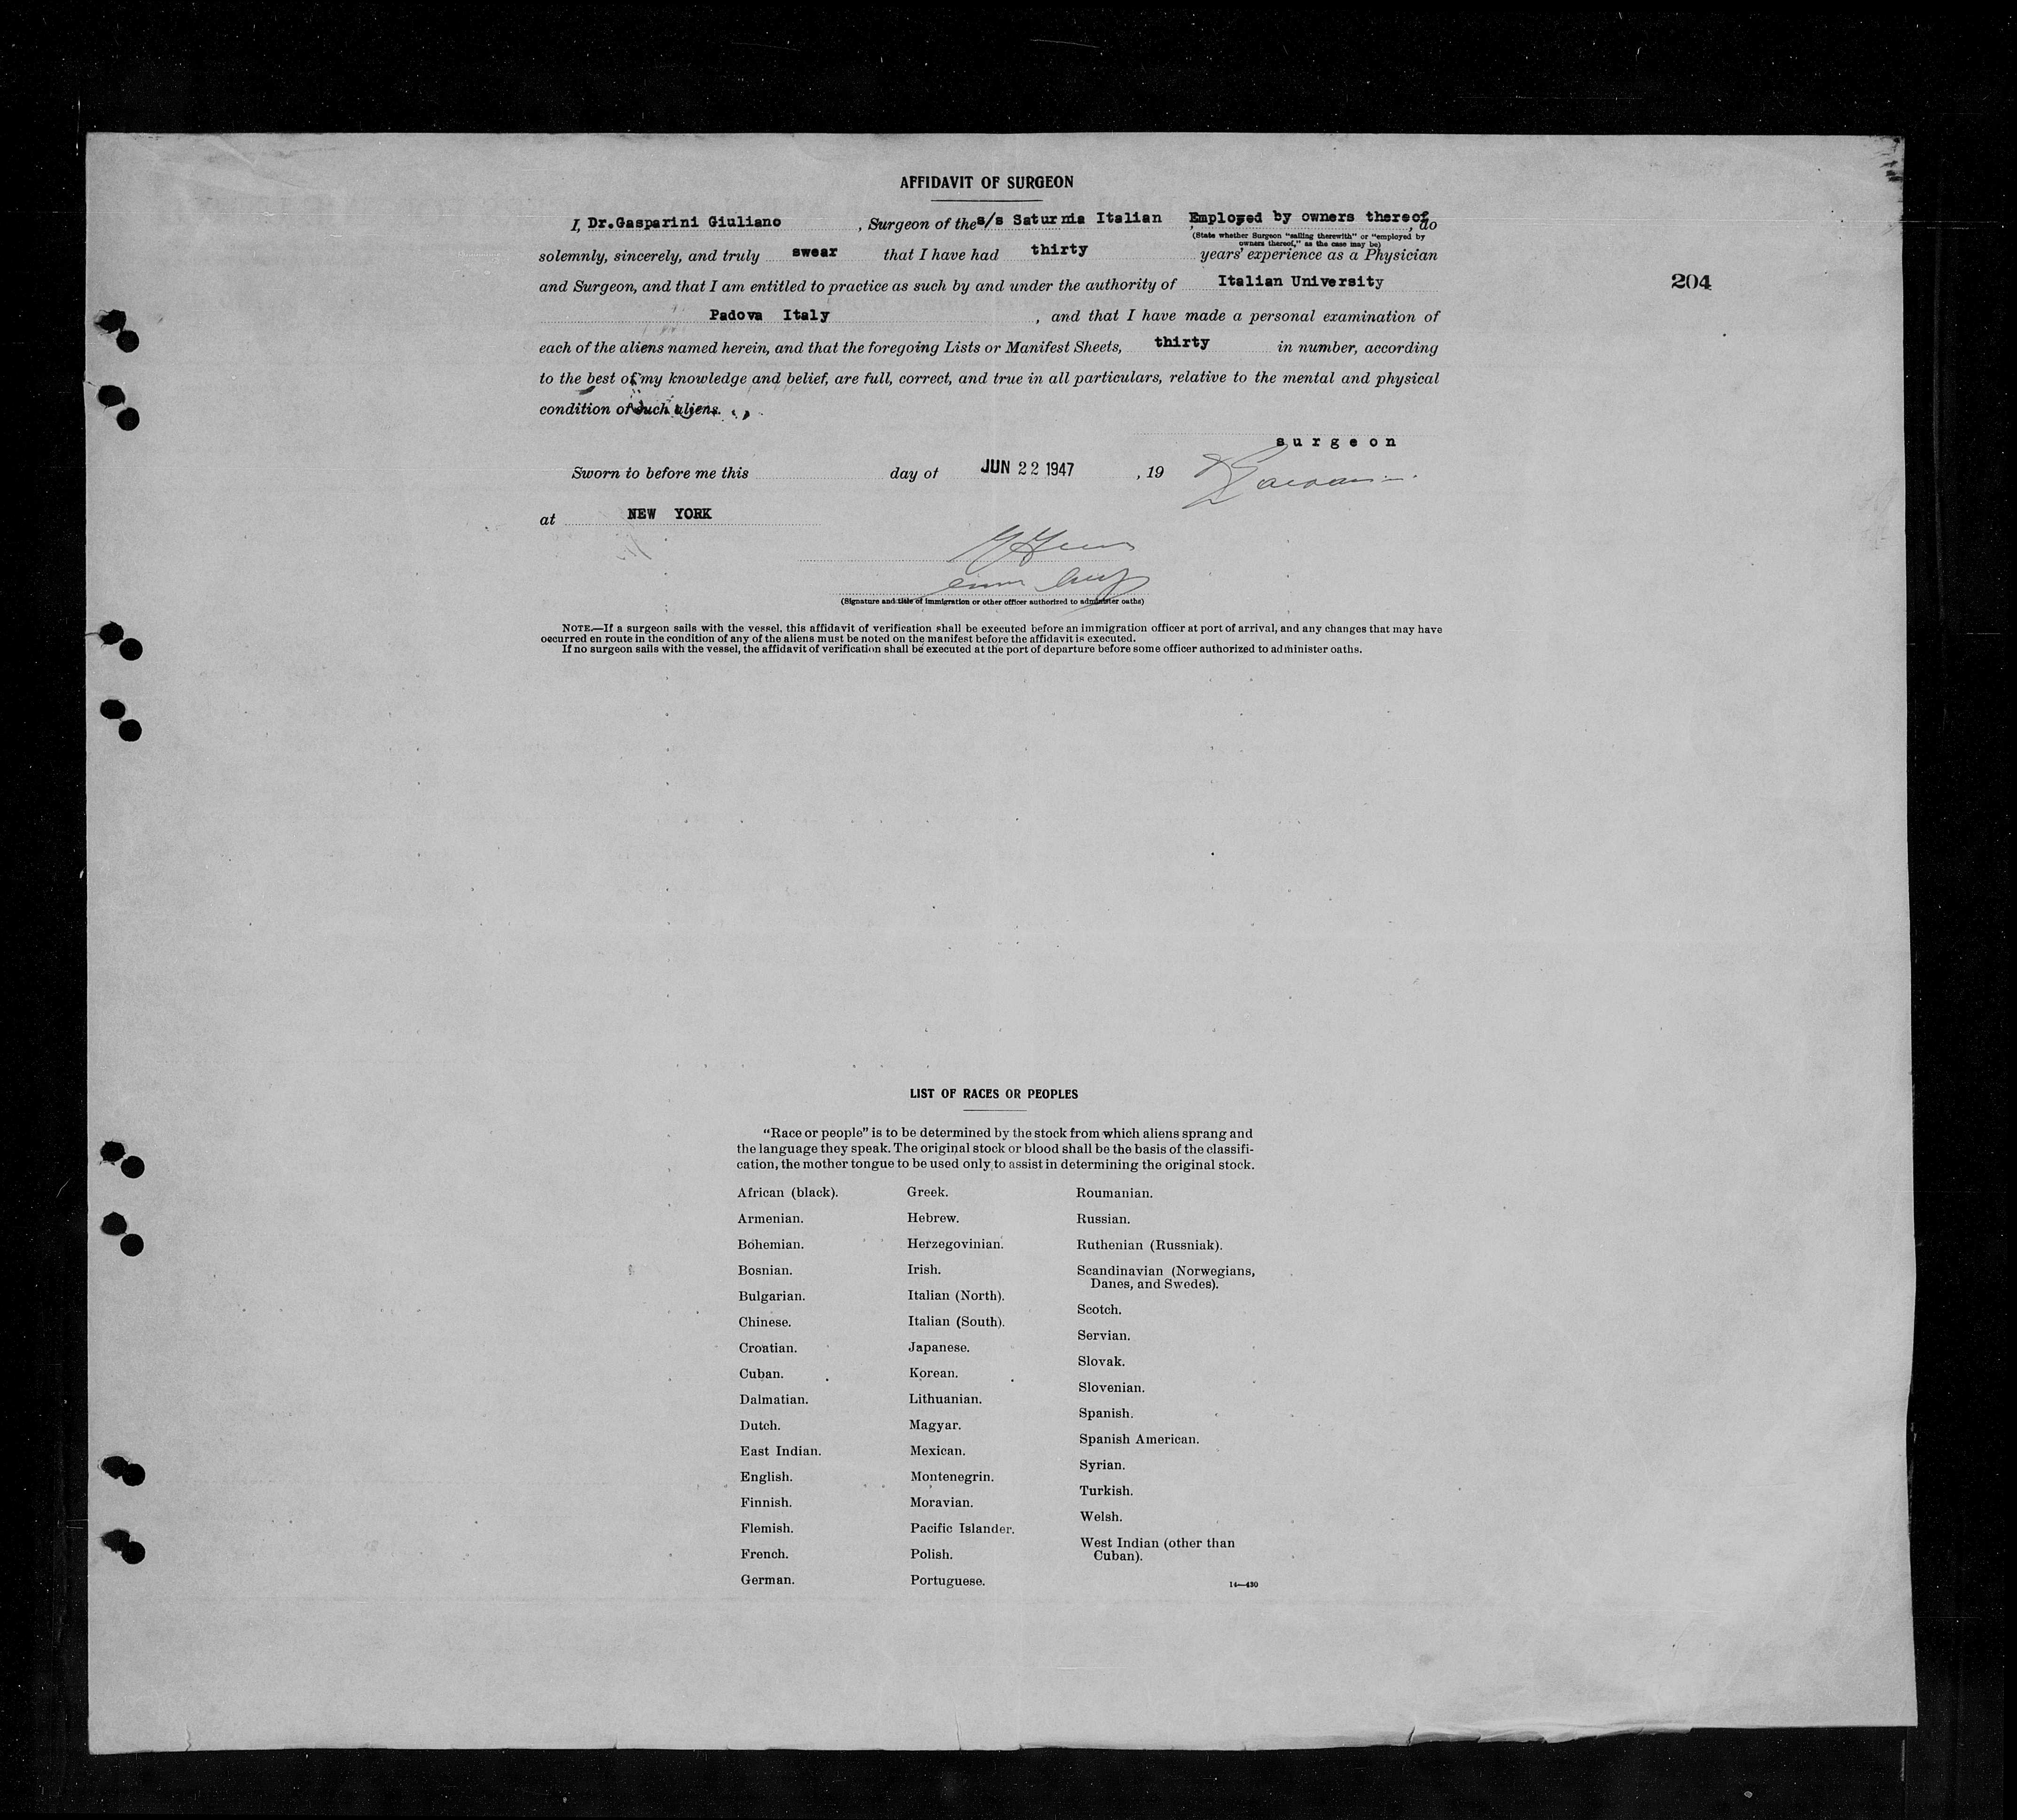 AFFIDAVIT OF SURGEON
I, Dr.Gasparini Giuliano , Surgeon of the s/s Saturnia Italian Employed by owners thereof , do
(State whether Surgeon "sailing therewith" or "employed by
owners thereof," as the case may be)
solemnly, sincerely, and truly swear that I have had thirty years' experience as a Physician
and Surgeon, and that I am entitled to practice as such by and under the authority of Italian University
204
Padova Italy , and that I have made a personal examination of
each of the aliens named herein, and that the foregoing Lists or Manifest Sheets, thirty in number, according
to the best of my knowledge and belief, are full, correct, and true in all particulars, relative to the mental and physical
condition of such aliens.
surgeon
Sworn to before me this day of JUN 22 1947 , 19
at NEW YORK
(Signature and title of immigration or other officer authorized to administer oaths)
NOTE.—If a surgeon sails with the vessel, this affidavit of verification shall be executed before an immigration officer at port of arrival, and any changes that may have
occurred en route in the condition of any of the aliens must be noted on the manifest before the affidavit is executed.
If no surgeon sails with the vessel, the affidavit of verification shall be executed at the port of departure before some officer authorized to administer oaths.
LIST OF RACES OR PEOPLES
"Race or people" is to be determined by the stock from which aliens sprang and
the language they speak. The original stock or blood shall be the basis of the classifi-
cation, the mother tongue to be used only to assist in determining the original stock.
African (black).
Armenian.
Bohemian.
Bosnian.
Bulgarian.
Chinese.
Croatian.
Cuban.
Dalmatian.
Dutch.
East Indian.
English.
Finnish.
Flemish.
French.
German.
Greek.
Hebrew.
Herzegovinian.
Irish.
Italian (North).
Italian (South).
Japanese.
Korean.
Lithuanian.
Magyar.
Mexican.
Montenegrin.
Moravian.
Pacific Islander.
Polish.
Portuguese.
Roumanian.
Russian.
Ruthenian (Russniak).
Scandinavian (Norwegians,
Danes, and Swedes).
Scotch.
Servian.
Slovak.
Slovenian.
Spanish.
Spanish American.
Syrian.
Turkish.
Welsh.
West Indian (other than
Cuban).
14—430